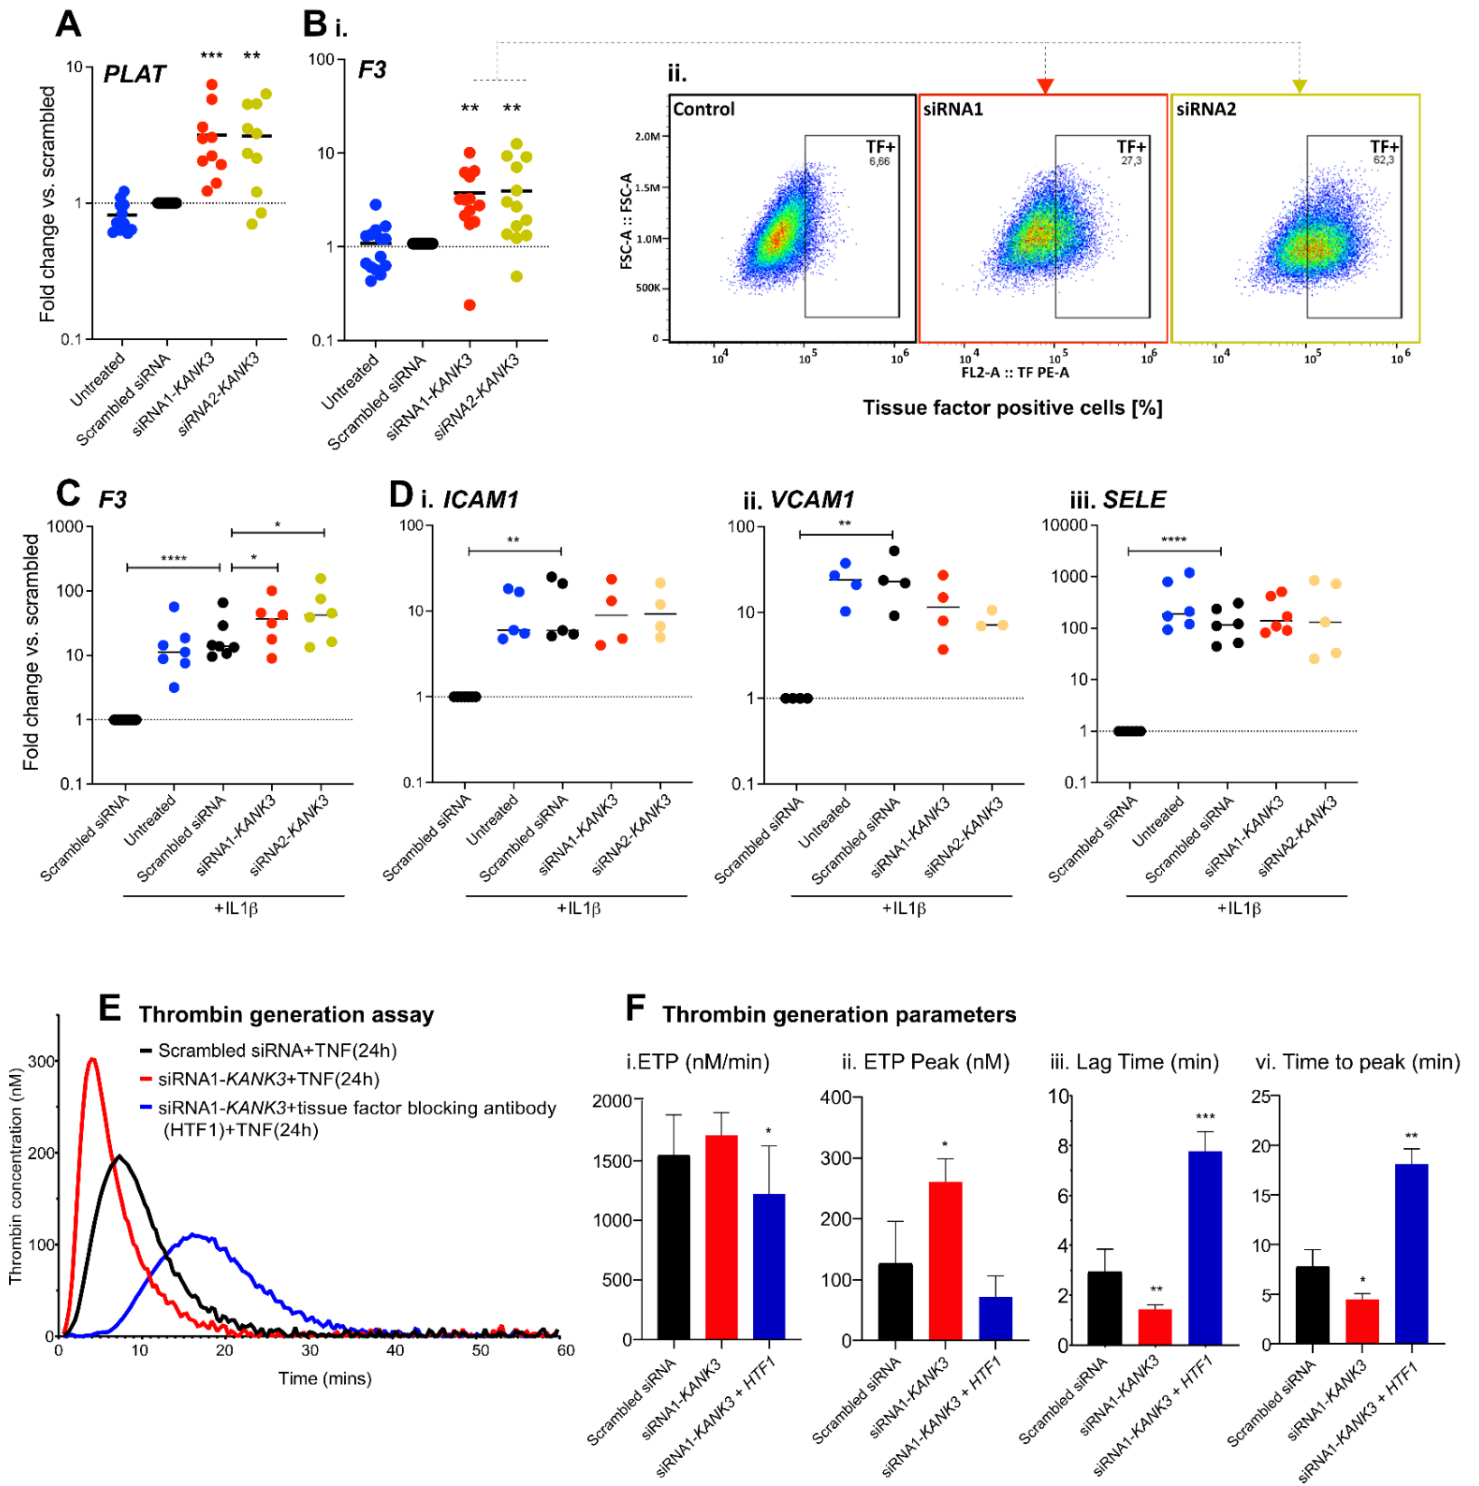 A
PLAT
*** **
Fold change vs. scrambled
10
1
0.1
Untreated
Scrambled siRNA
siRNA1-KANK3
siRNA2-KANK3
B i.
F3
** **
100
10
1
0.1
Untreated
Scrambled siRNA
siRNA1-KANK3
siRNA2-KANK3
ii.
Control
TF+
6,66
siRNA1
TF+
27,3
siRNA2
TF+
62,3
FSC-A :: FSC-A
2.0M
1.5M
1.0M
500K
0
10⁴ 10⁵ 10⁶
10⁴ 10⁵ 10⁶
10⁴ 10⁵ 10⁶
FL2-A :: TF PE-A
Tissue factor positive cells [%]
C F3
Fold change vs. scrambled
1000
100
10
1
0.1
**** * *
Scrambled siRNA
Untreated
Scrambled siRNA
siRNA1-KANK3
siRNA2-KANK3
+IL1β
D i. ICAM1
100
10
1
0.1
**
Scrambled siRNA
Untreated
Scrambled siRNA
siRNA1-KANK3
siRNA2-KANK3
+IL1β
ii. VCAM1
100
10
1
0.1
**
Scrambled siRNA
Untreated
Scrambled siRNA
siRNA1-KANK3
siRNA2-KANK3
+IL1β
iii. SELE
10000
1000
100
10
1
0.1
****
Scrambled siRNA
Untreated
Scrambled siRNA
siRNA1-KANK3
siRNA2-KANK3
+IL1β
E Thrombin generation assay
Scrambled siRNA+TNF(24h)
siRNA1-KANK3+TNF(24h)
siRNA1-KANK3+tissue factor blocking antibody
(HTF1)+TNF(24h)
Thrombin concentration (nM)
300
200
100
0
0 10 20 30 40 50 60
Time (mins)
F Thrombin generation parameters
i.ETP (nM/min)
2000
1500
1000
500
0
*
Scrambled siRNA
siRNA1-KANK3
siRNA1-KANK3 + HTF1
ii. ETP Peak (nM)
400
300
200
100
0
*
Scrambled siRNA
siRNA1-KANK3
siRNA1-KANK3 + HTF1
iii. Lag Time (min)
10
8
6
4
2
0
** ***
Scrambled siRNA
siRNA1-KANK3
siRNA1-KANK3 + HTF1
vi. Time to peak (min)
25
20
15
10
5
0
* **
Scrambled siRNA
siRNA1-KANK3
siRNA1-KANK3 + HTF1